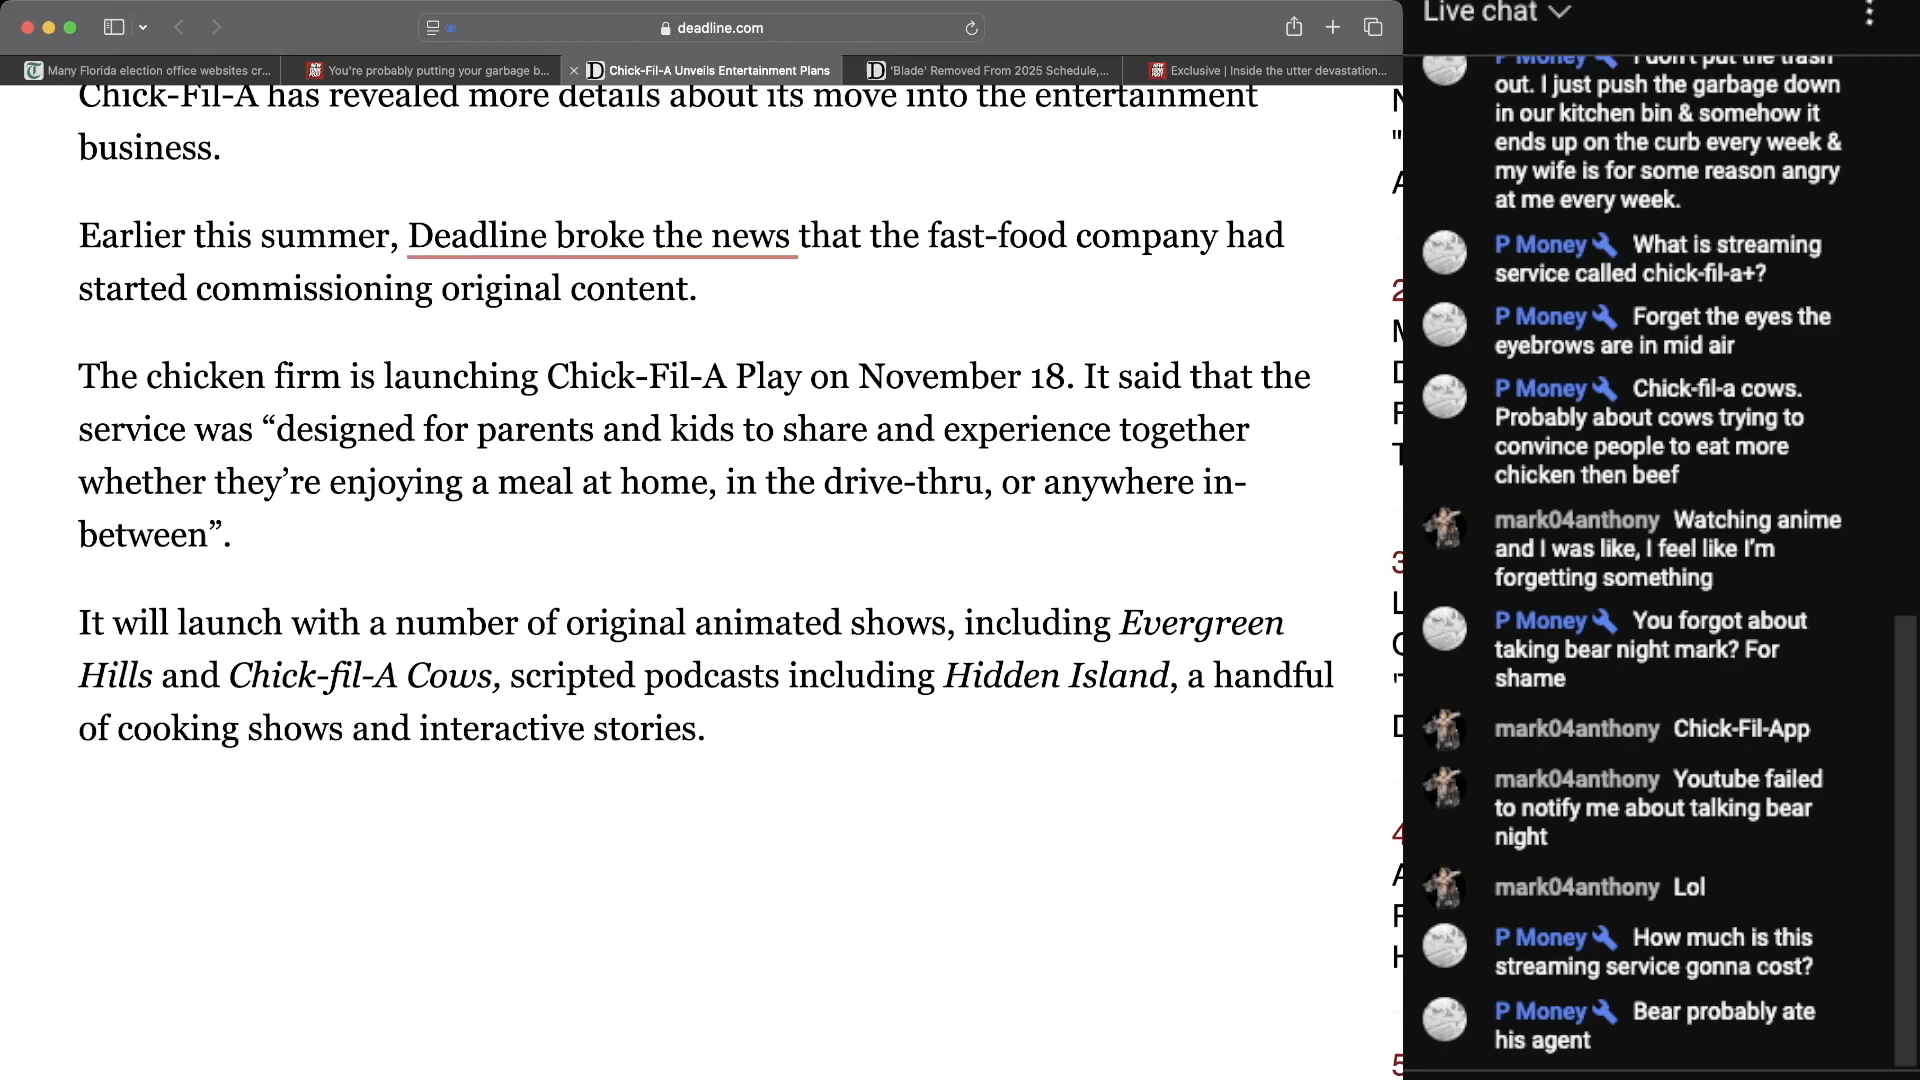 deadline.com
Many Florida election office websites cr...
You're probably putting your garbage b...
Chick-Fil-A Unveils Entertainment Plans
'Blade' Removed From 2025 Schedule,...
Exclusive | Inside the utter devastation...
Chick-Fil-A has revealed more details about its move into the entertainment
business.
Earlier this summer, Deadline broke the news that the fast-food company had
started commissioning original content.
The chicken firm is launching Chick-Fil-A Play on November 18. It said that the
service was “designed for parents and kids to share and experience together
whether they’re enjoying a meal at home, in the drive-thru, or anywhere in-
between”.
It will launch with a number of original animated shows, including Evergreen
Hills and Chick-fil-A Cows, scripted podcasts including Hidden Island, a handful
of cooking shows and interactive stories.
Live chat
P Money I don't put the trash
out. I just push the garbage down
in our kitchen bin & somehow it
ends up on the curb every week &
my wife is for some reason angry
at me every week.
P Money What is streaming
service called chick-fil-a+?
P Money Forget the eyes the
eyebrows are in mid air
P Money Chick-fil-a cows.
Probably about cows trying to
convince people to eat more
chicken then beef
mark04anthony Watching anime
and I was like, I feel like I'm
forgetting something
P Money You forgot about
taking bear night mark? For
shame
mark04anthony Chick-Fil-App
mark04anthony Youtube failed
to notify me about talking bear
night
mark04anthony Lol
P Money How much is this
streaming service gonna cost?
P Money Bear probably ate
his agent